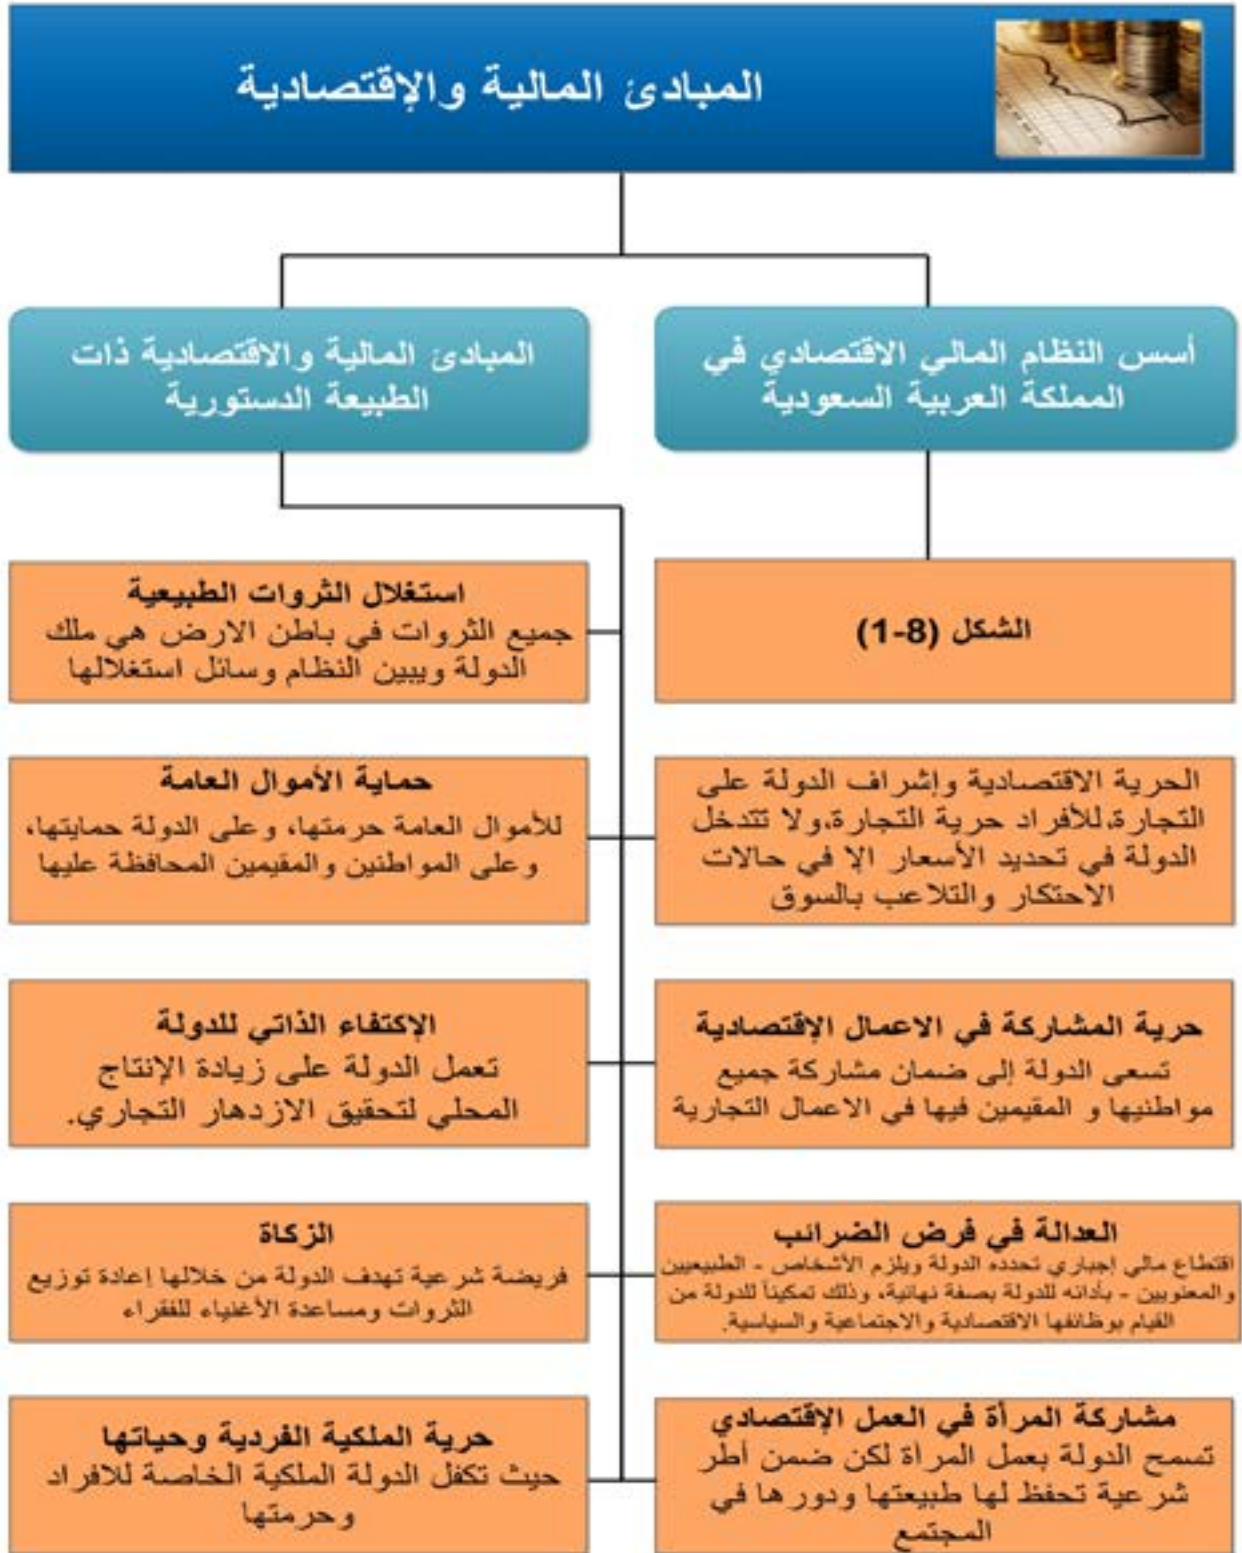 المبادئ المالية والإقتصادية
أسس النظام المالي الاقتصادي في
المملكة العربية السعودية
المبادئ المالية والاقتصادية ذات
الطبيعة الدستورية
الشكل (8-1)
استغلال الثروات الطبيعية
جميع الثروات في باطن الارض هي ملك
الدولة ويبين النظام وسائل استغلالها
الحرية الاقتصادية وإشراف الدولة على
التجارة،للأفراد حرية التجارة،ولا تتدخل
الدولة في تحديد الأسعار الإ في حالات
الاحتكار والتلاعب بالسوق
حماية الأموال العامة
للأموال العامة حرمتها، وعلى الدولة حمايتها،
وعلى المواطنين والمقيمين المحافظة عليها
حرية المشاركة في الاعمال الإقتصادية
تسعى الدولة إلى ضمان مشاركة جميع
مواطنيها و المقيمين فيها في الاعمال التجارية
الإكتفاء الذاتي للدولة
تعمل الدولة على زيادة الإنتاج
المحلي لتحقيق الازدهار التجاري.
العدالة في فرض الضرائب
اقتطاع مالي إجباري تحدده الدولة ويلزم الأشخاص - الطبيعيين
والمعنويين - بأدائه للدولة بصفة نهائية، وذلك تمكيناً للدولة من
القيام بوظائفها الاقتصادية والاجتماعية والسياسية.
الزكاة
فريضة شرعية تهدف الدولة من خلالها إعادة توزيع
الثروات ومساعدة الأغنياء للفقراء
مشاركة المرأة في العمل الإقتصادي
تسمح الدولة بعمل المرأة لكن ضمن أطر
شرعية تحفظ لها طبيعتها ودورها في
المجتمع
حرية الملكية الفردية وحياتها
حيث تكفل الدولة الملكية الخاصة للافراد
وحرمتها